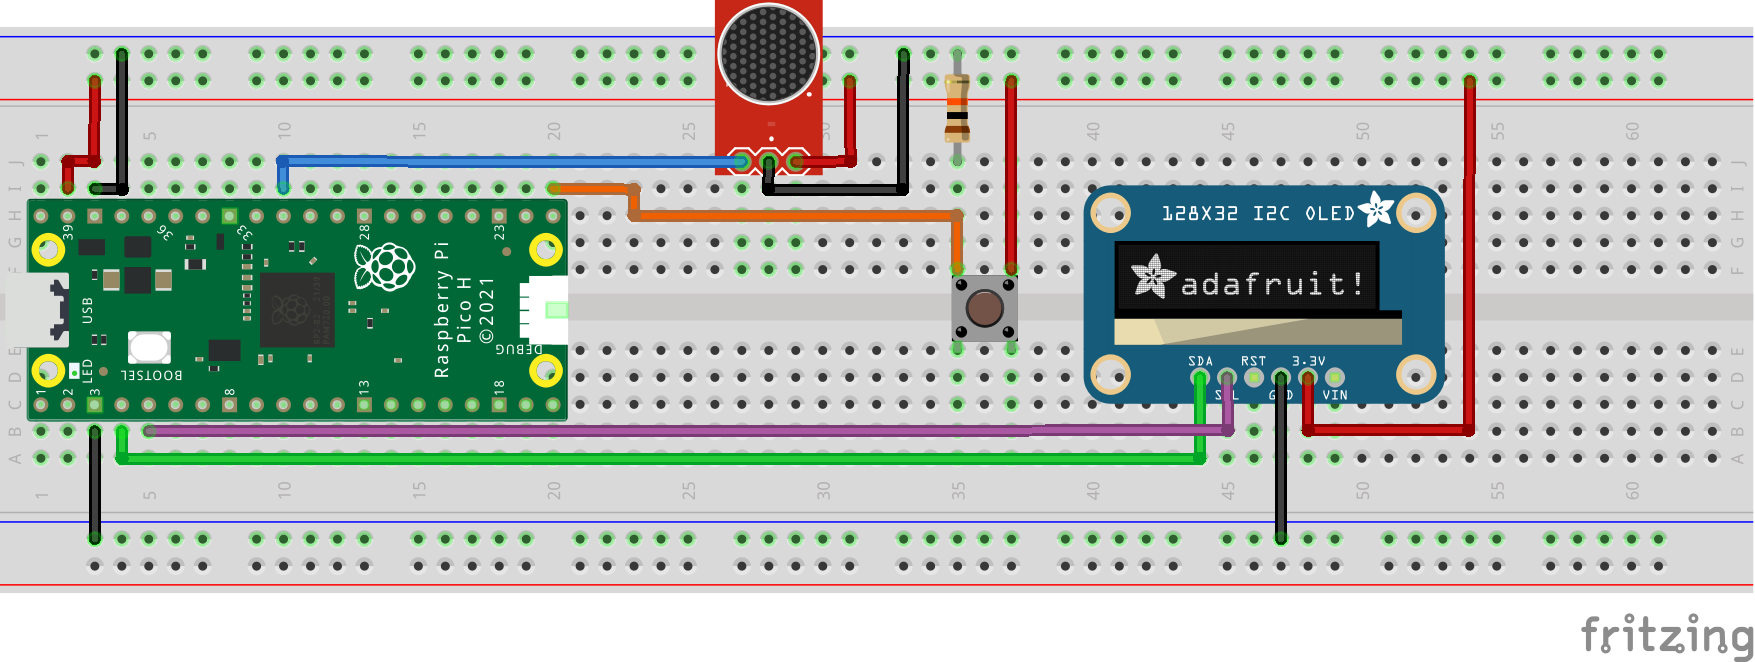 1 5 10 15 20 25 30 35 40 45 50 55 60
J J
I I
H H
G G
F F
39 36 33 28 23
128X32 I2C OLED
adafruit!
Raspberry Pi
Pico H
©2021
USB
DEBUG
BOOTSEL
LED
1 2 3 8 13 18
SDA RST 3.3V
GND VIN
E E
D D
C C
B B
A A
1 5 10 15 20 25 30 35 40 45 50 55 60
fritzing